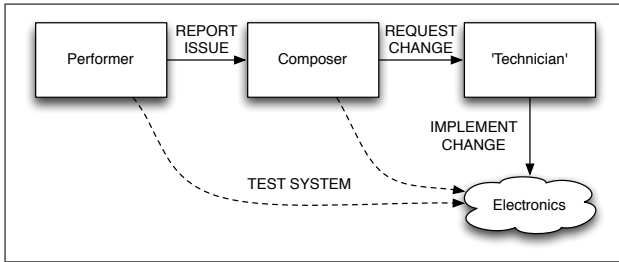 REPORT
ISSUE
REQUEST
CHANGE
Performer
Composer
'Technician'
IMPLEMENT
CHANGE
TEST SYSTEM
Electronics